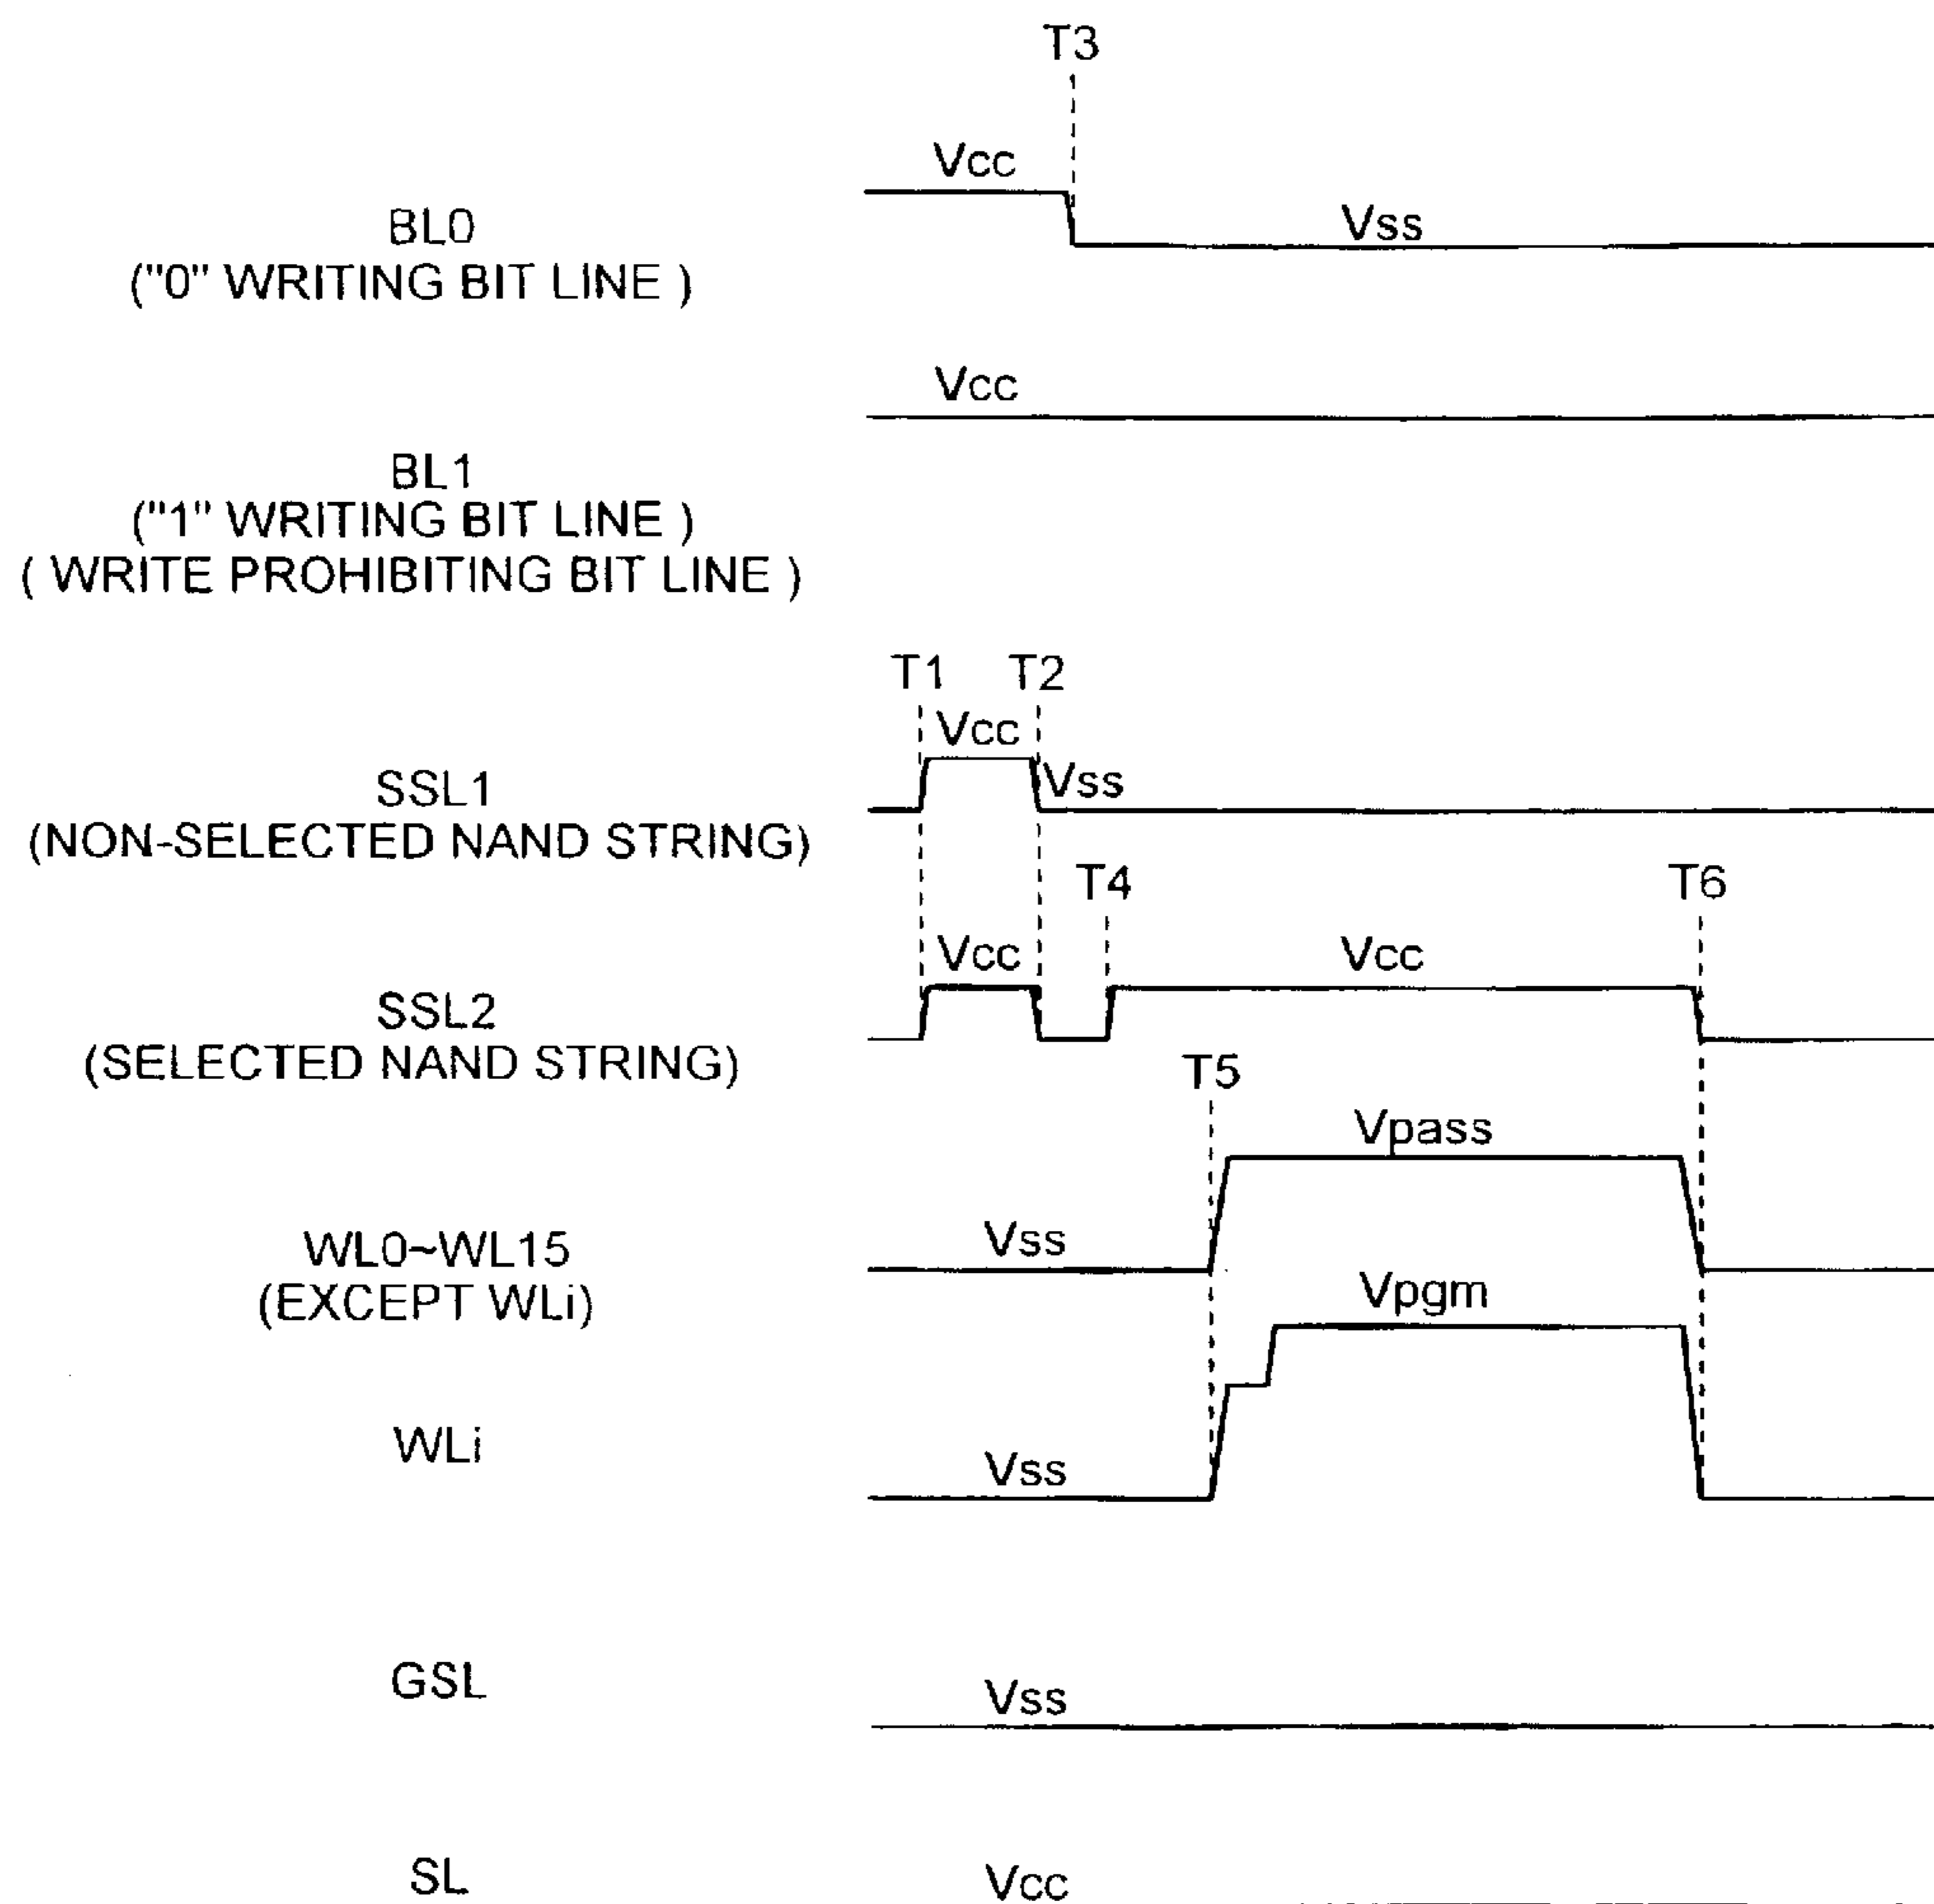 T3
Vcc
BL0
Vss
("0" WRITING BIT LINE )
Vcc
BL1
("1" WRITING BIT LINE )
( WRITE PROHIBITING BIT LINE )
T1 T2
Vcc
SSL1
Vss
(NON-SELECTED NAND STRING)
T4 T6
Vcc Vcc
SSL2
(SELECTED NAND STRING)
T5
Vpass
WL0~WL15
Vss
(EXCEPT WLi)
Vpgm
WLi
Vss
GSL
Vss
SL
Vcc